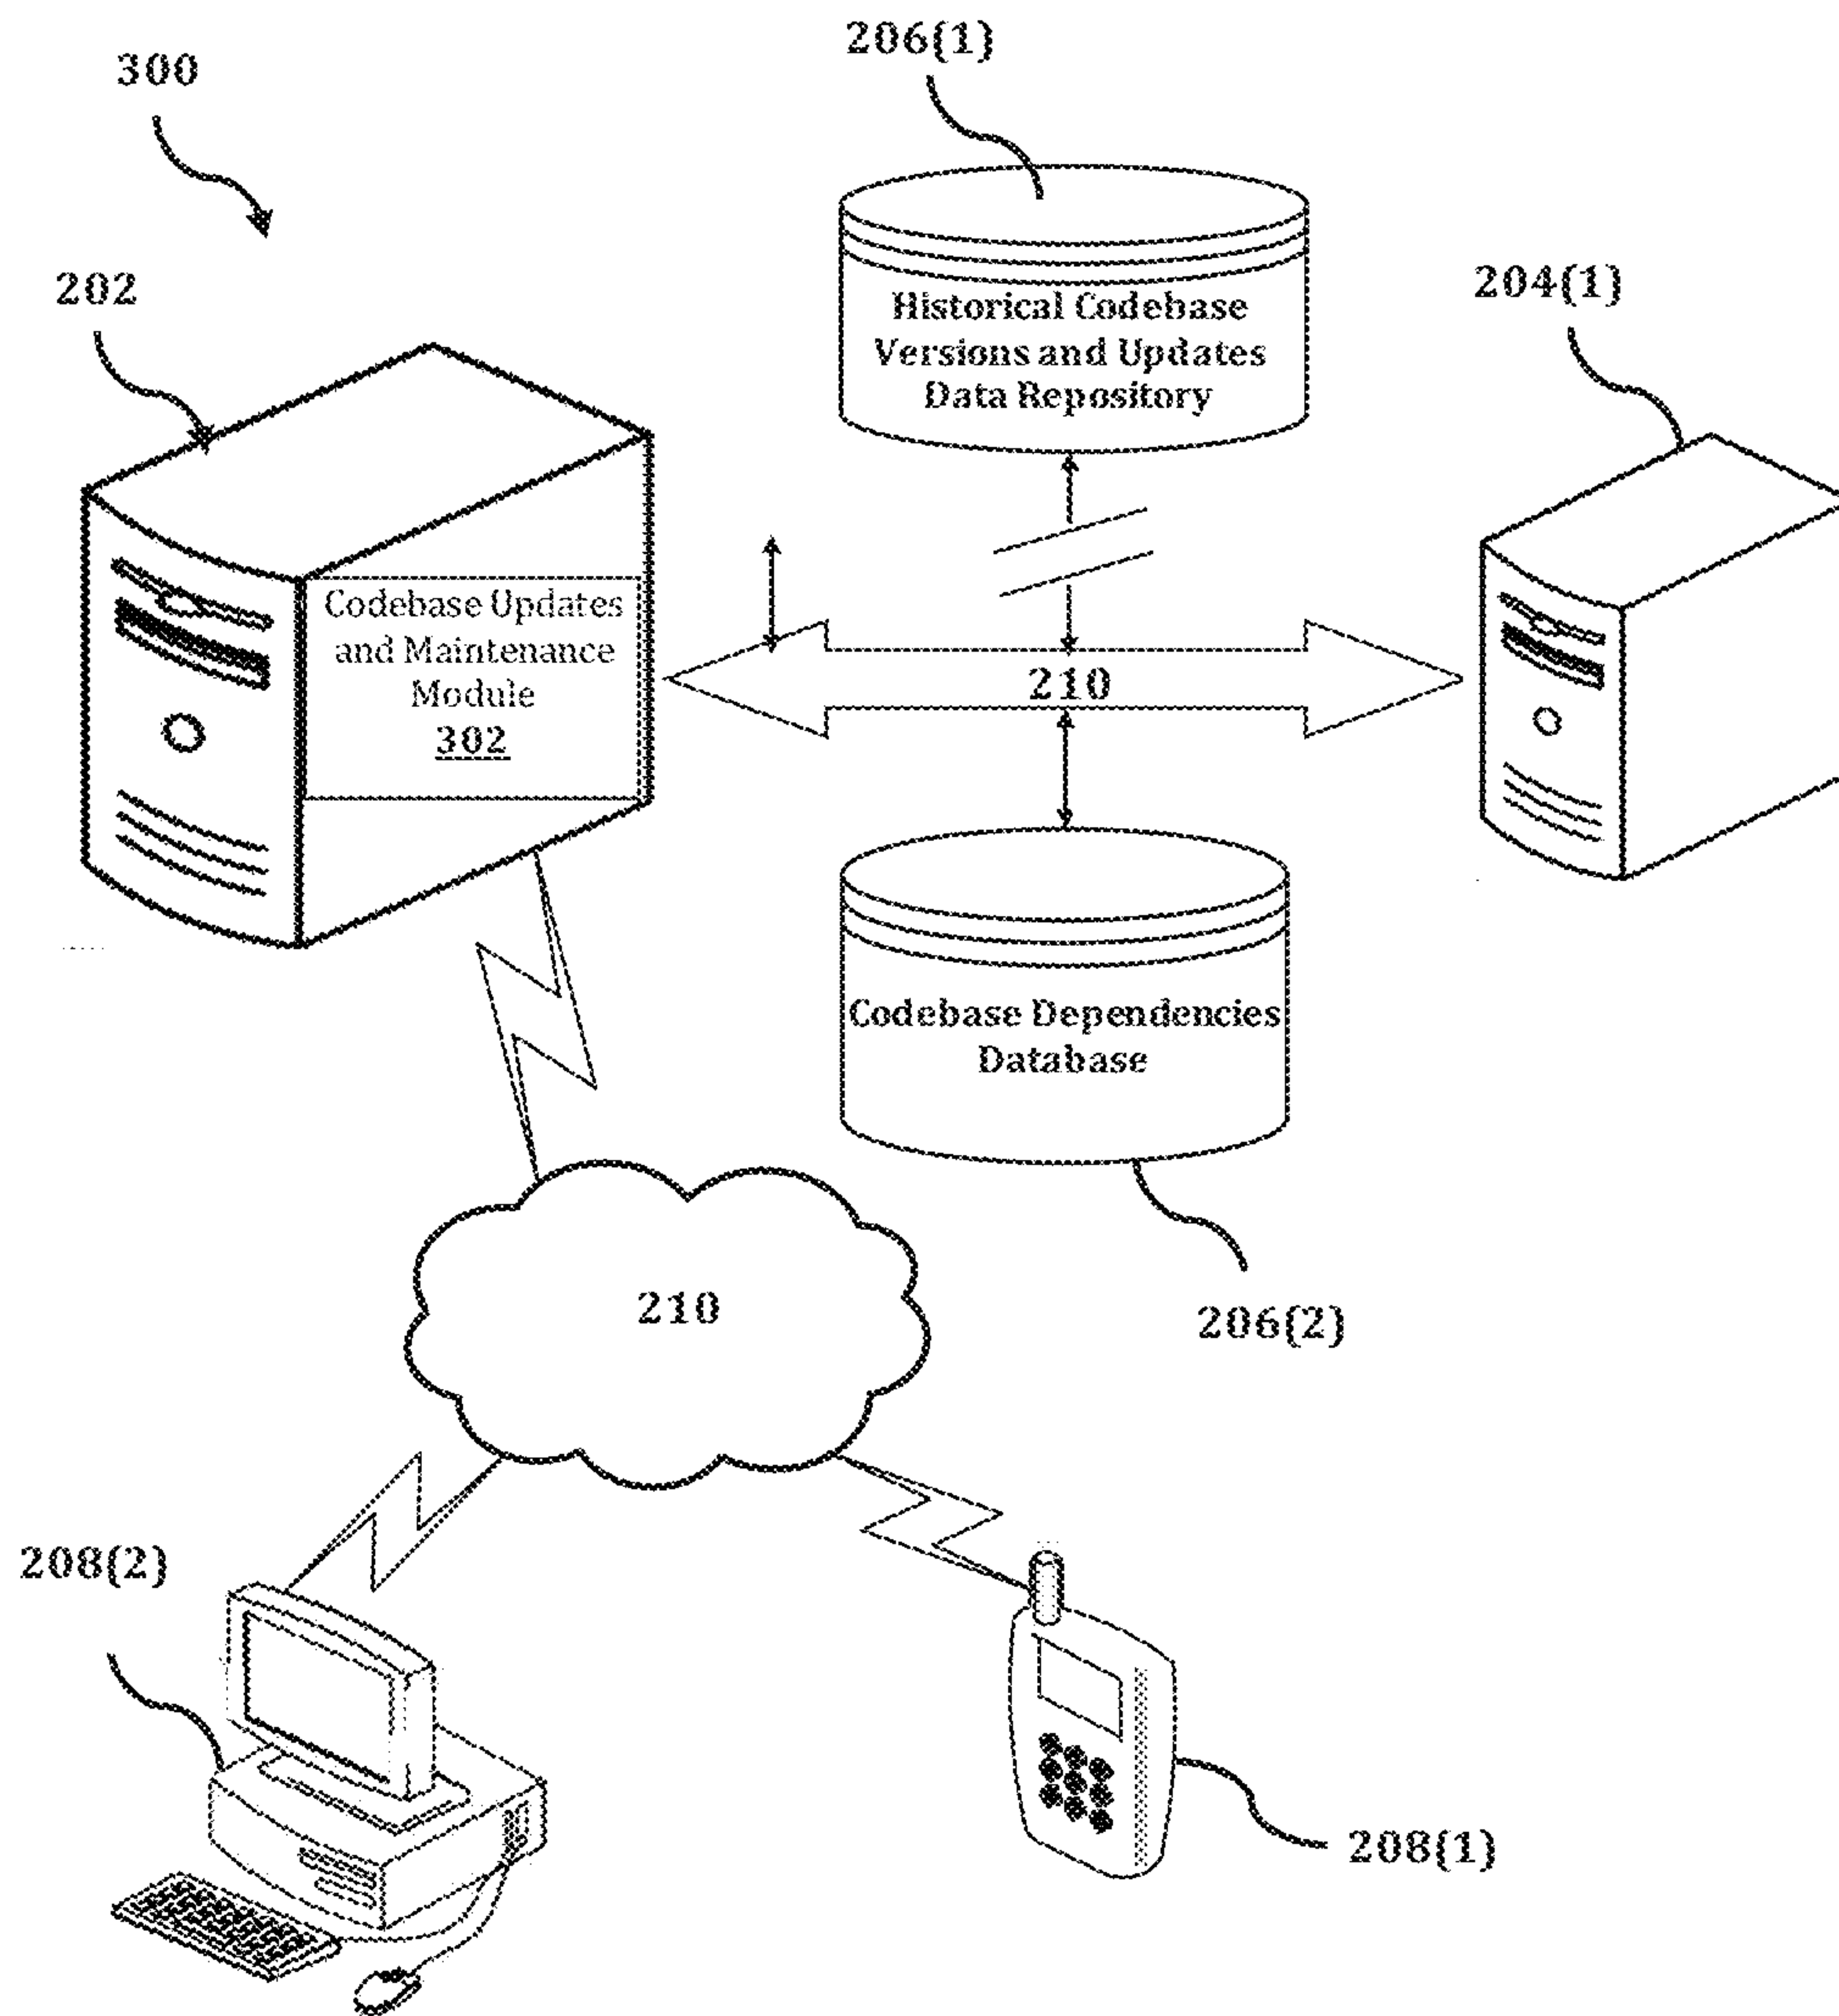 206(1)
300
202
204(1)
Historical Codebase
Versions and Updates
Data Repository
Codebase Updates
and Maintenance
Module
302
210
Codebase Dependencies
Database
210
206(2)
208(2)
208(1)